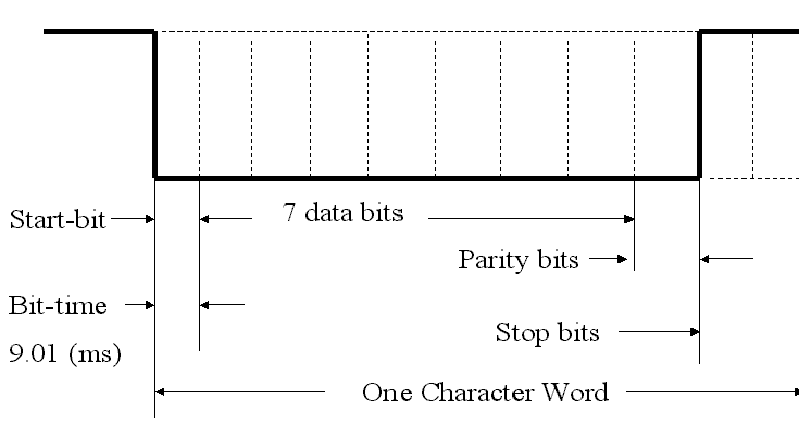 Start-bit
7 data bits
Parity bits
Bit-time
9.01 (ms)
Stop bits
One Character Word